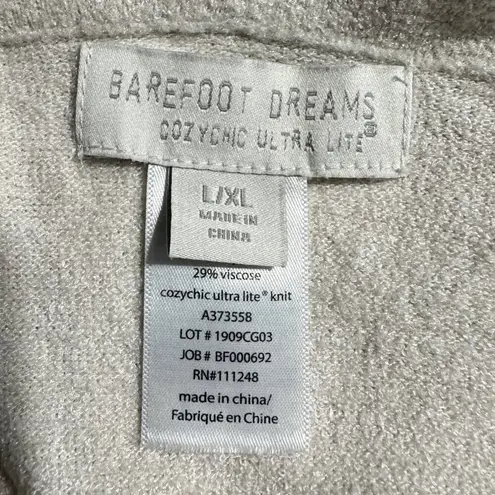 BAREFOOT DREAMS
COZYCHIC ULTRA LITE®
L/XL
MADE IN
CHINA
29% viscose
cozychic ultra lite® knit
A373558
LOT # 1909CG03
JOB # BF000692
RN#111248
made in china/
Fabriqué en Chine